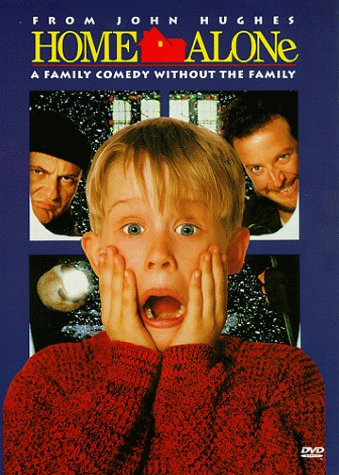 FROM JOHN HUGHES
HOME ALONe
A FAMILY COMEDY WITHOUT THE FAMILY
DVD